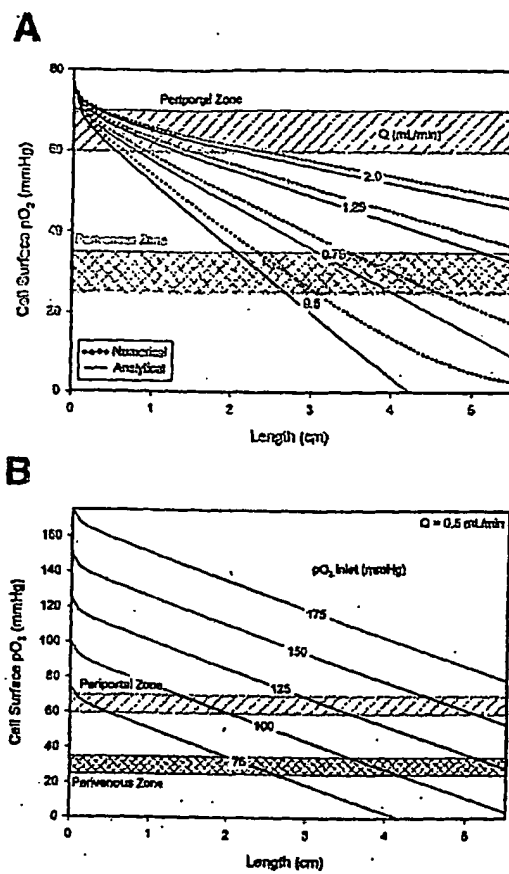 A
80
60
40
20
0
Cell Surface pO2 (mmHg)
Periportal Zone
Q (mL/min)
2.0
1.25
Perivenous Zone
0.75
0.5
Numerical
Analytical
0 1 2 3 4 5
Length (cm)
B
160
140
120
100
80
60
40
20
0
Cell Surface pO2 (mmHg)
Q = 0.5 mL/min
pO2 Inlet (mmHg)
175
150
125
Periportal Zone
100
75
Perivenous Zone
0 1 2 3 4 5
Length (cm)